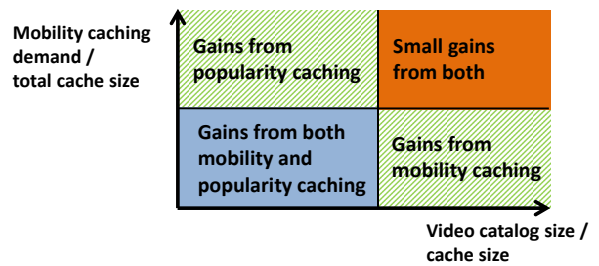 Mobility caching
demand /
total cache size
Gains from
popularity caching
Small gains
from both
Gains from both
mobility and
popularity caching
Gains from
mobility caching
Video catalog size /
cache size